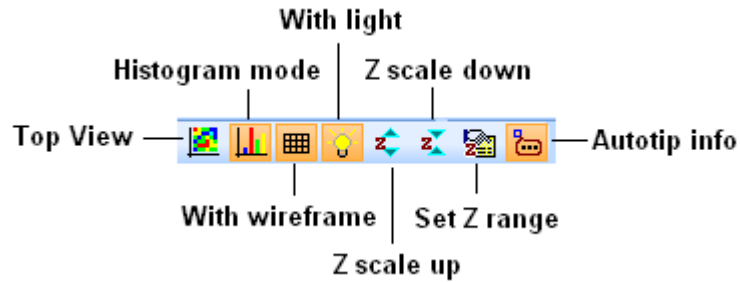 With light
Histogram mode
Z scale down
Top View
Autotip info
With wireframe
Set Z range
Z scale up